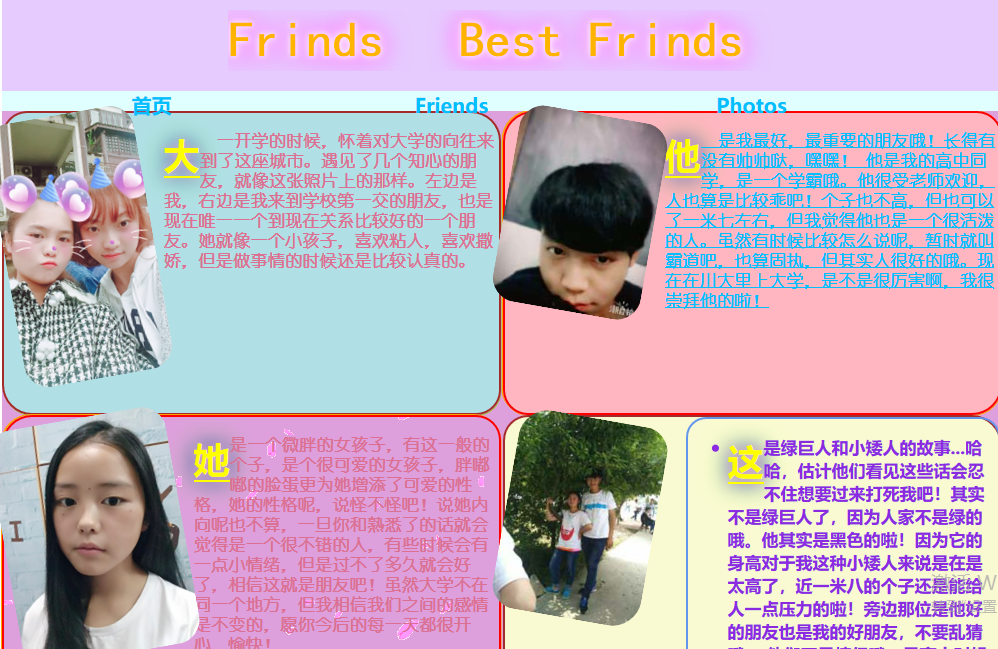 Frinds  Best Frinds
首页
Friends
Photos
大一开学的时候，怀着对大学的向往来
到了这座城市。遇见了几个知心的朋
友，就像这张照片上的那样。左边是
我，右边是我来到学校第一交的朋友，也是
现在唯一一个到现在关系比较好的一个朋
友。她就像一个小孩子，喜欢粘人，喜欢撒
娇，但是做事情的时候还是比较认真的。
他是我最好，最重要的朋友哦！长得有
没有帅帅哒，嘿嘿！ 他是我的高中同
学，是一个学霸哦。他很受老师欢迎，
人也算是比较乖吧！个子也不高，但也可以
了一米七左右，但我觉得他也是一个很活泼
的人。虽然有时候比较怎么说呢，暂时就叫
霸道吧，也算固执，但其实人很好的哦。现
在在川大里上大学，是不是很厉害啊，我很
崇拜他的啦！
她是一个微胖的女孩子，有这一般的
个子，是个很可爱的女孩子，胖嘟
嘟的脸蛋更为她增添了可爱的性
格，她的性格呢，说怪不怪吧！说她内
向呢也不算，一旦你和熟悉了的话就会
觉得是一个很不错的人，有些时候会有
一点小情绪，但是过不了多久就会好
了，相信这就是朋友吧！虽然大学不在
同一个地方，但我相信我们之间的感情
是不变的，愿你今后的每一天都很开
心，愉快！
这是绿巨人和小矮人的故事...哈
哈，估计他们看见这些话会忍
不住想要过来打死我吧！其实
不是绿巨人了，因为人家不是绿的
哦。他其实是黑色的啦！因为它的
身高对于我这种小矮人来说是在是
太高了，近一米八的个子还是能给
人一点压力的啦！旁边那位是他好
的朋友也是我的好朋友，不要乱猜